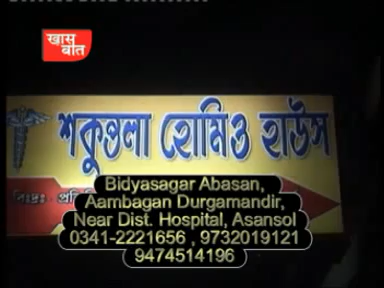 खास
बात
শকুন্তলা হোমিও হাউস
বিঃদ্রঃ-
Bidyasagar Abasan,
Aambagan Durgamandir,
Near Dist. Hospital, Asansol
0341-2221656 , 9732019121
9474514196